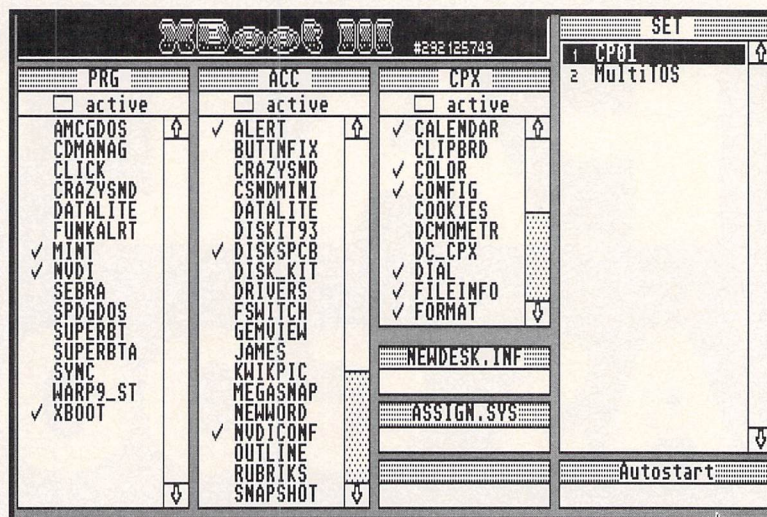 XBoot III #292125749
PRG
active
AMCGDOS
CDMANAG
CLICK
CRAZYSND
DATALITE
FUNKALRT
✓ MINT
✓ NVDI
SEBRA
SPDGDOS
SUPERBT
SUPERBTA
SYNC
WARP9_ST
✓ XBOOT
ACC
active
✓ ALERT
BUTTNFIX
CRAZYSND
CSNDMINI
DATALITE
DISKIT93
✓ DISKSPCB
DISK_KIT
DRIVERS
FSWITCH
GEMVIEW
JAMES
KWIKPIC
MEGASNAP
NEWWORD
✓ NVDICONF
OUTLINE
RUBRIKS
SNAPSHOT
CPX
active
✓ CALENDAR
CLIPBRD
✓ COLOR
✓ CONFIG
COOKIES
DCMOMETR
DC_CPX
✓ DIAL
✓ FILEINFO
✓ FORMAT
NEWDESK.INF
ASSIGN.SYS
SET
1 CP01
2 MultiTOS
Autostart